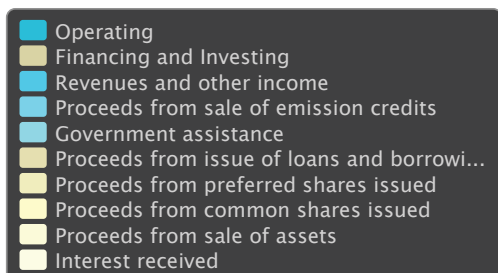 Operating
Financing and Investing
Revenues and other income
Proceeds from sale of emission credits
Government assistance
Proceeds from issue of loans and borrowi...
Proceeds from preferred shares issued
Proceeds from common shares issued
Proceeds from sale of assets
Interest received